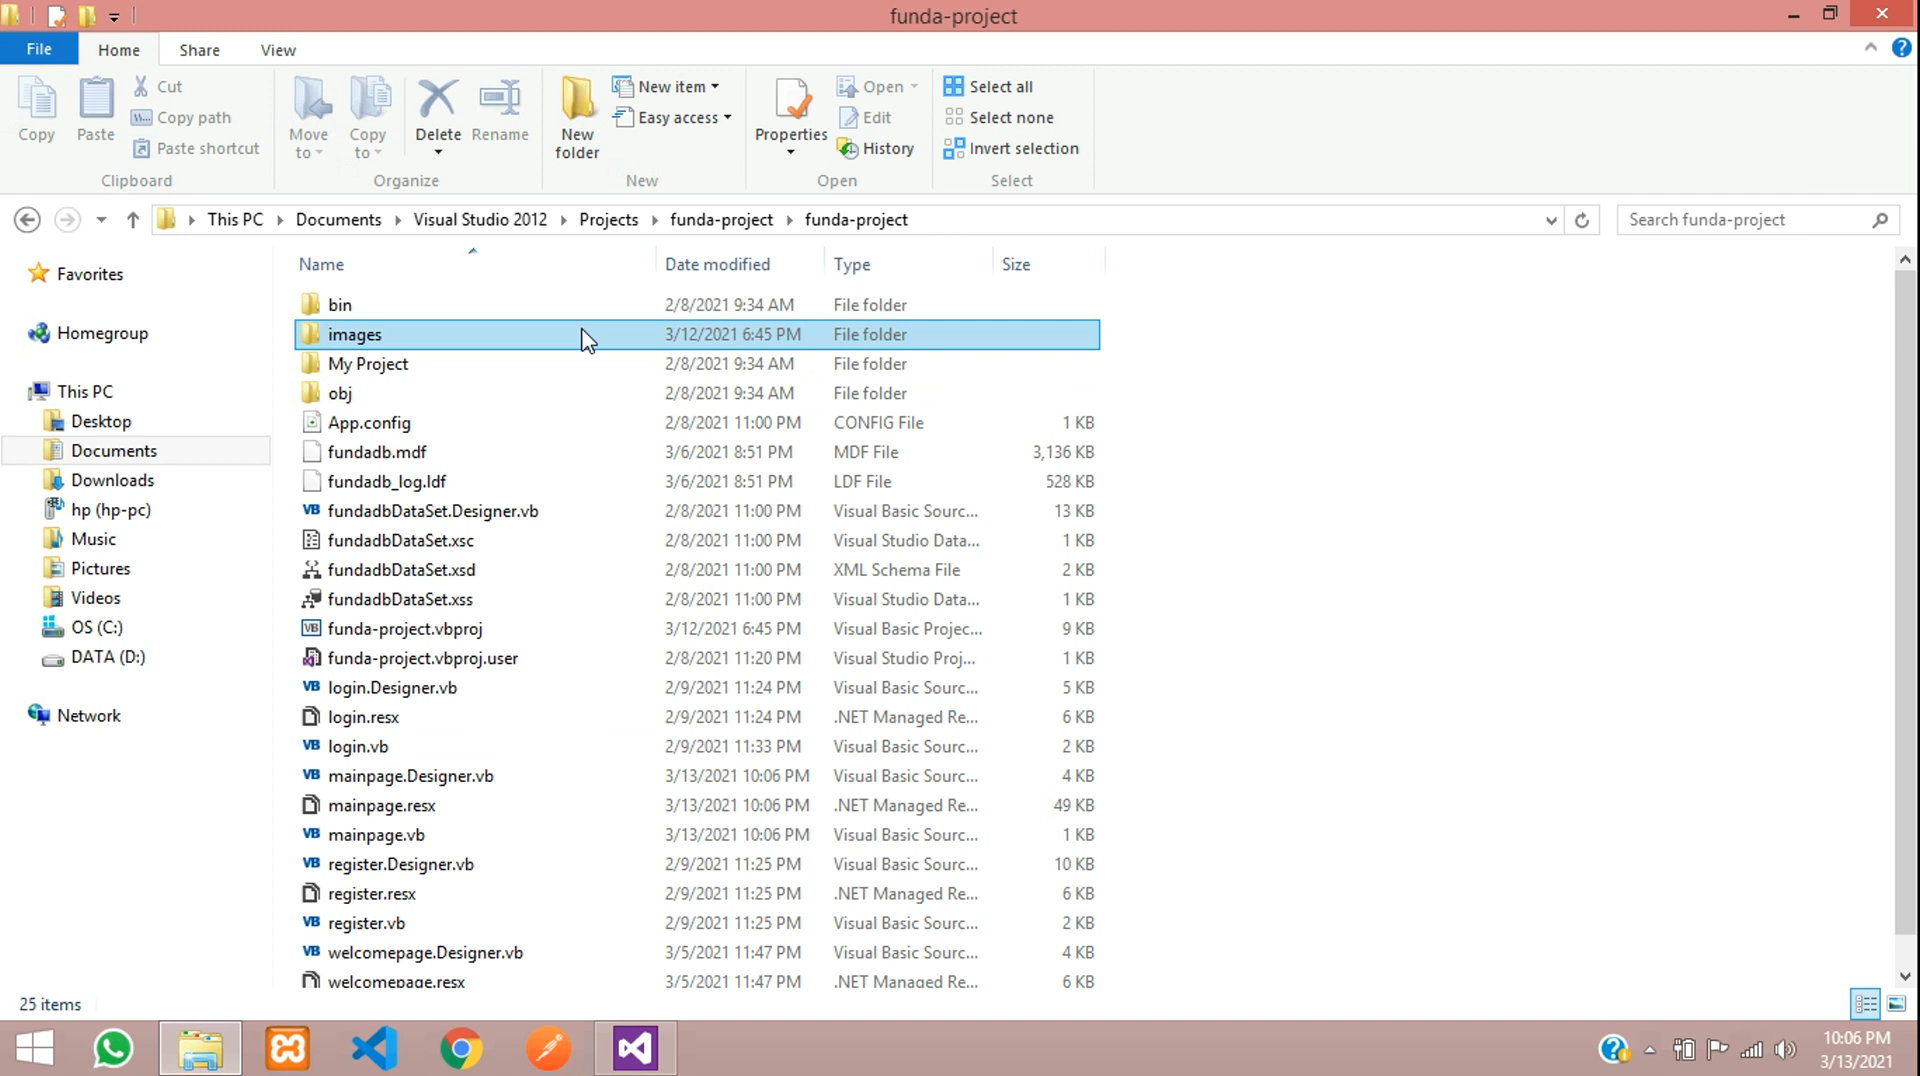 funda-project
File Home Share View
Copy
Paste
Cut
Copy path
Paste shortcut
Clipboard
Move to
Copy to
Delete
Rename
Organize
New folder
New item
Easy access
New
Properties
Open
Edit
History
Open
Select all
Select none
Invert selection
Select
This PC Documents Visual Studio 2012 Projects funda-project funda-project
Search funda-project
Favorites
Homegroup
This PC
Desktop
Documents
Downloads
hp (hp-pc)
Music
Pictures
Videos
OS (C:)
DATA (D:)
Network
Name Date modified Type Size
bin 2/8/2021 9:34 AM File folder
images 3/12/2021 6:45 PM File folder
My Project 2/8/2021 9:34 AM File folder
obj 2/8/2021 9:34 AM File folder
App.config 2/8/2021 11:00 PM CONFIG File 1 KB
fundadb.mdf 3/6/2021 8:51 PM MDF File 3,136 KB
fundadb_log.ldf 3/6/2021 8:51 PM LDF File 528 KB
fundadbDataSet.Designer.vb 2/8/2021 11:00 PM Visual Basic Sourc... 13 KB
fundadbDataSet.xsc 2/8/2021 11:00 PM Visual Studio Data... 1 KB
fundadbDataSet.xsd 2/8/2021 11:00 PM XML Schema File 2 KB
fundadbDataSet.xss 2/8/2021 11:00 PM Visual Studio Data... 1 KB
funda-project.vbproj 3/12/2021 6:45 PM Visual Basic Projec... 9 KB
funda-project.vbproj.user 2/8/2021 11:20 PM Visual Studio Proj... 1 KB
login.Designer.vb 2/9/2021 11:24 PM Visual Basic Sourc... 5 KB
login.resx 2/9/2021 11:24 PM .NET Managed Re... 6 KB
login.vb 2/9/2021 11:33 PM Visual Basic Sourc... 2 KB
mainpage.Designer.vb 3/13/2021 10:06 PM Visual Basic Sourc... 4 KB
mainpage.resx 3/13/2021 10:06 PM .NET Managed Re... 49 KB
mainpage.vb 3/13/2021 10:06 PM Visual Basic Sourc... 1 KB
register.Designer.vb 2/9/2021 11:25 PM Visual Basic Sourc... 10 KB
register.resx 2/9/2021 11:25 PM .NET Managed Re... 6 KB
register.vb 2/9/2021 11:25 PM Visual Basic Sourc... 2 KB
welcomepage.Designer.vb 3/5/2021 11:47 PM Visual Basic Sourc... 4 KB
welcomepage.resx 3/5/2021 11:47 PM .NET Managed Re... 6 KB
25 items
10:06 PM
3/13/2021